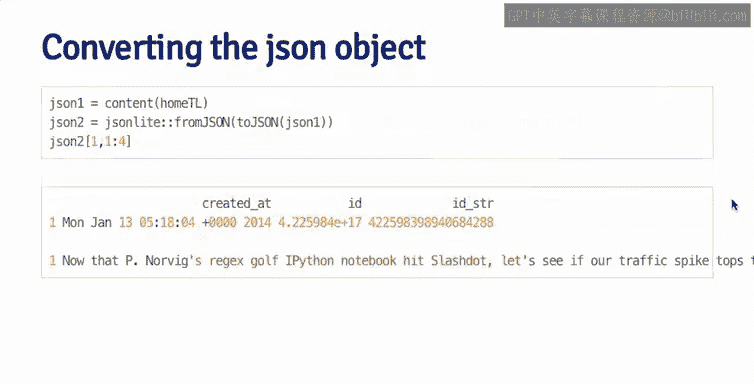 GPT中英字幕课程资源@bilibili.com
Converting the json object
json1 = content(homeTL)
json2 = jsonlite::fromJSON(toJSON(json1))
json2[1,1:4]
created_at id id_str
1 Mon Jan 13 05:18:04 +0000 2014 4.225984e+17 422598398940684288
1 Now that P. Norvig's regex golf IPython notebook hit Slashdot, let's see if our traffic spike tops